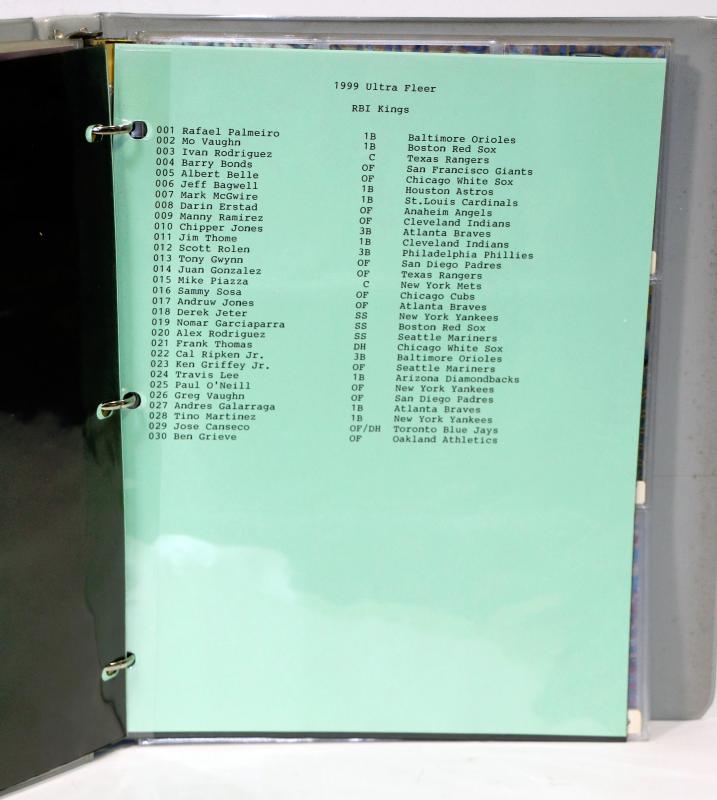 1999 Ultra Fleer
RBI Kings
001 Rafael Palmeiro 1B Baltimore Orioles
002 Mo Vaughn 1B Boston Red Sox
003 Ivan Rodriguez C Texas Rangers
004 Barry Bonds OF San Francisco Giants
005 Albert Belle OF Chicago White Sox
006 Jeff Bagwell 1B Houston Astros
007 Mark McGwire 1B St.Louis Cardinals
008 Darin Erstad OF Anaheim Angels
009 Manny Ramirez OF Cleveland Indians
010 Chipper Jones 3B Atlanta Braves
011 Jim Thome 1B Cleveland Indians
012 Scott Rolen 3B Philadelphia Phillies
013 Tony Gwynn OF San Diego Padres
014 Juan Gonzalez OF Texas Rangers
015 Mike Piazza C New York Mets
016 Sammy Sosa OF Chicago Cubs
017 Andruw Jones OF Atlanta Braves
018 Derek Jeter SS New York Yankees
019 Nomar Garciaparra SS Boston Red Sox
020 Alex Rodriguez SS Seattle Mariners
021 Frank Thomas DH Chicago White Sox
022 Cal Ripken Jr. 3B Baltimore Orioles
023 Ken Griffey Jr. OF Seattle Mariners
024 Travis Lee 1B Arizona Diamondbacks
025 Paul O'Neill OF New York Yankees
026 Greg Vaughn OF San Diego Padres
027 Andres Galarraga 1B Atlanta Braves
028 Tino Martinez 1B New York Yankees
029 Jose Canseco OF/DH Toronto Blue Jays
030 Ben Grieve OF Oakland Athletics